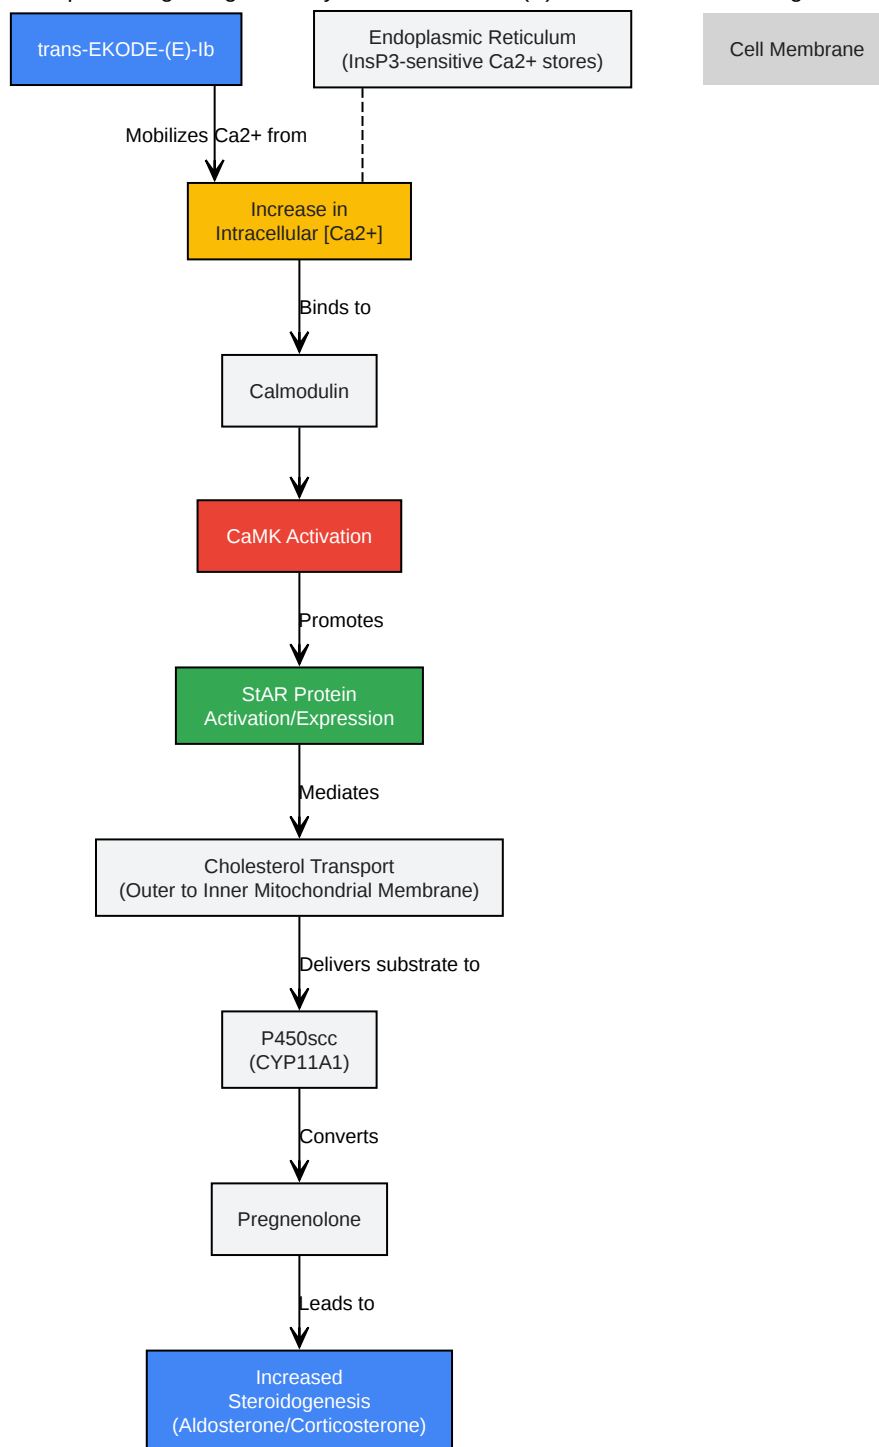 trans-EKODE-(E)-Ib
Endoplasmic Reticulum
(InsP3-sensitive Ca2+ stores)
Cell Membrane
Mobilizes Ca2+ from
Increase in
Intracellular [Ca2+]
Binds to
Calmodulin
CaMK Activation
Promotes
StAR Protein
Activation/Expression
Mediates
Cholesterol Transport
(Outer to Inner Mitochondrial Membrane)
Delivers substrate to
P450scc
(CYP11A1)
Converts
Pregnenolone
Leads to
Increased
Steroidogenesis
(Aldosterone/Corticosterone)